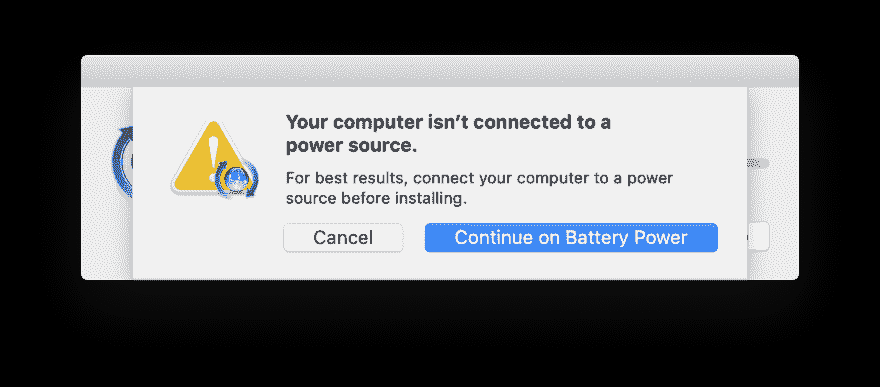 Your computer isn’t connected to a
power source.
For best results, connect your computer to a power
source before installing.
Cancel
Continue on Battery Power